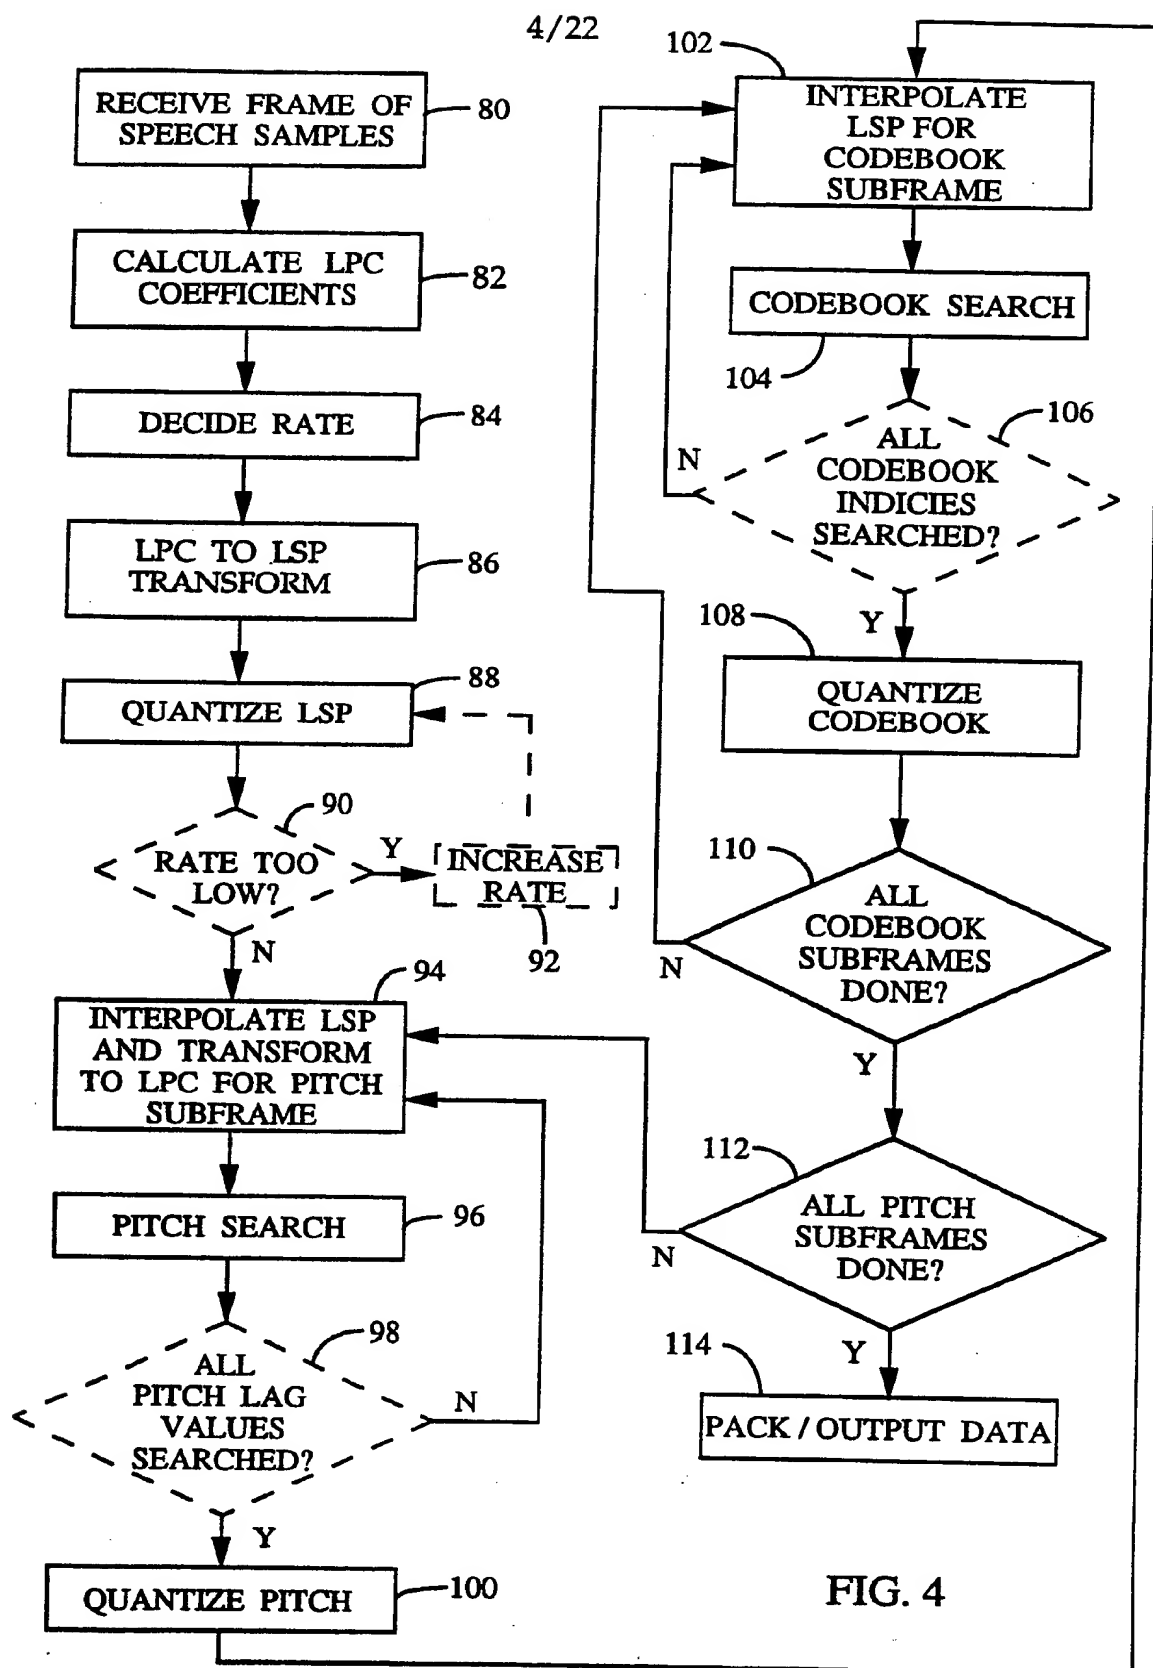 4/22
RECEIVE FRAME OF
SPEECH SAMPLES
80
CALCULATE LPC
COEFFICIENTS
82
DECIDE RATE
84
LPC TO LSP
TRANSFORM
86
QUANTIZE LSP
88
RATE TOO
LOW?
90
Y
INCREASE
RATE
92
N
INTERPOLATE LSP
AND TRANSFORM
TO LPC FOR PITCH
SUBFRAME
94
PITCH SEARCH
96
ALL
PITCH LAG
VALUES
SEARCHED?
98
N
Y
QUANTIZE PITCH
100
102
INTERPOLATE
LSP FOR
CODEBOOK
SUBFRAME
CODEBOOK SEARCH
104
ALL
CODEBOOK
INDICIES
SEARCHED?
106
N
Y
108
QUANTIZE
CODEBOOK
110
ALL
CODEBOOK
SUBFRAMES
DONE?
N
Y
112
ALL PITCH
SUBFRAMES
DONE?
N
Y
114
PACK / OUTPUT DATA
FIG. 4